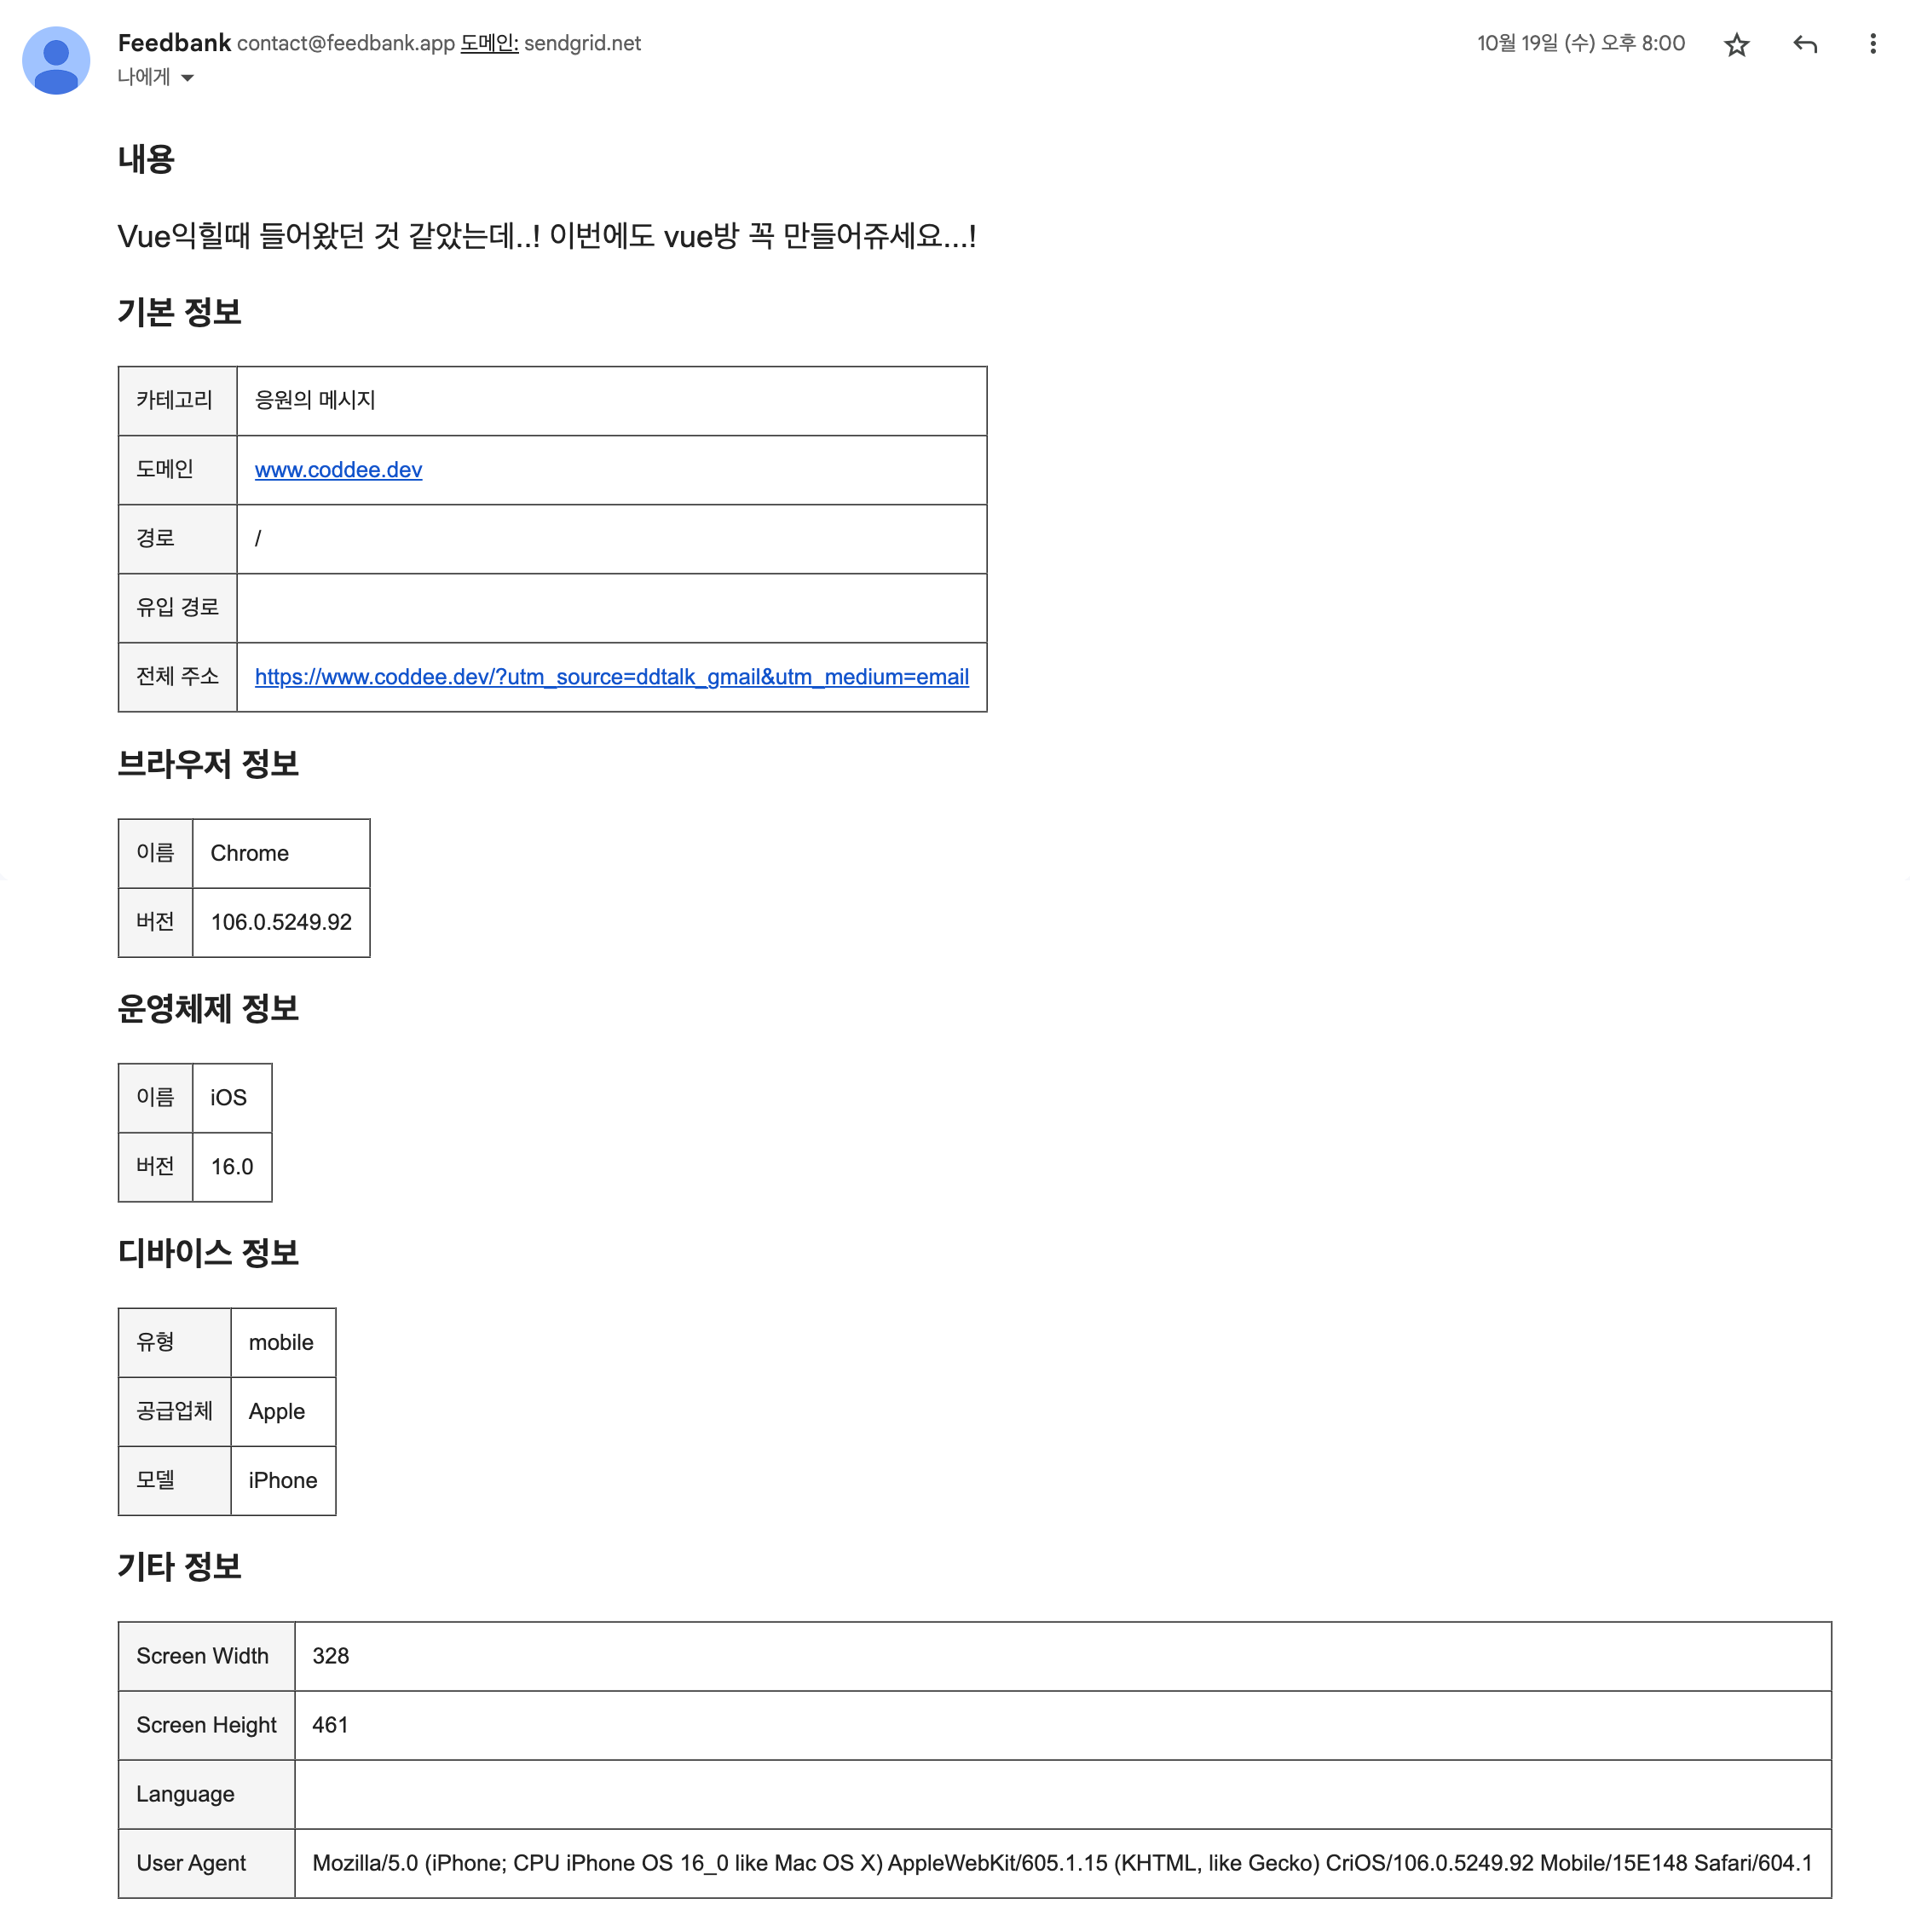 Feedbank contact@feedbank.app 도메인: sendgrid.net
10월 19일 (수) 오후 8:00
나에게
내용
Vue익힐때 들어왔던 것 같았는데..! 이번에도 vue방 꼭 만들어쥬세요...!
기본 정보
카테고리 응원의 메시지
도메인 www.coddee.dev
경로 /
유입 경로
전체 주소 https://www.coddee.dev/?utm_source=ddtalk_gmail&utm_medium=email
브라우저 정보
이름 Chrome
버전 106.0.5249.92
운영체제 정보
이름 iOS
버전 16.0
디바이스 정보
유형 mobile
공급업체 Apple
모델 iPhone
기타 정보
Screen Width 328
Screen Height 461
Language
User Agent Mozilla/5.0 (iPhone; CPU iPhone OS 16_0 like Mac OS X) AppleWebKit/605.1.15 (KHTML, like Gecko) CriOS/106.0.5249.92 Mobile/15E148 Safari/604.1